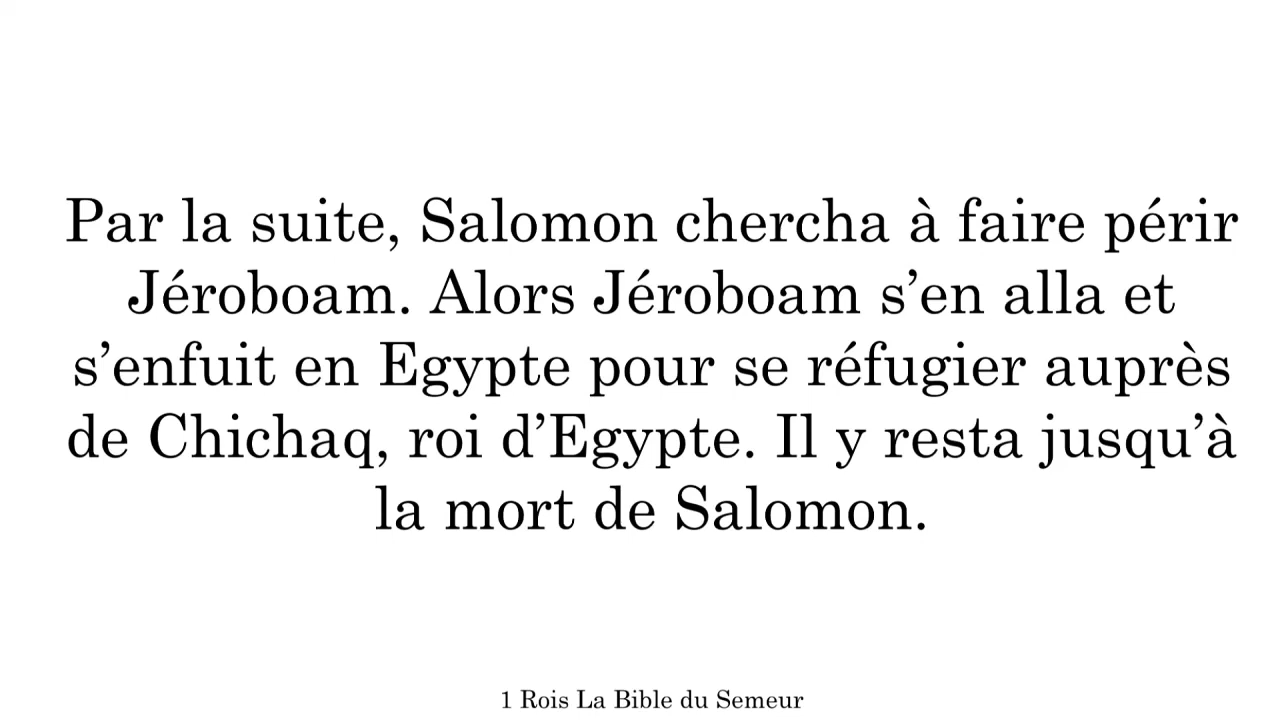 Par la suite, Salomon chercha à faire périr
Jéroboam. Alors Jéroboam s’en alla et
s’enfuit en Egypte pour se réfugier auprès
de Chichaq, roi d’Egypte. Il y resta jusqu’à
la mort de Salomon.
1 Rois La Bible du Semeur